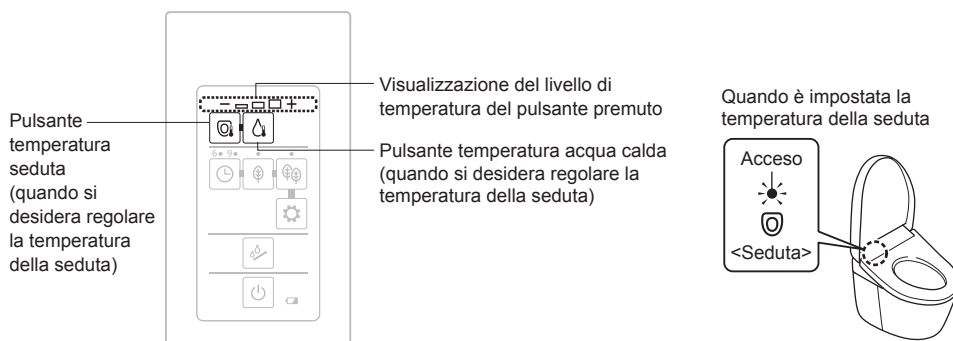 Pulsante
temperatura
seduta
(quando si
desidera regolare
la temperatura
della seduta)
− +
6 9
Visualizzazione del livello di
temperatura del pulsante premuto
Pulsante temperatura acqua calda
(quando si desidera regolare la
temperatura della seduta)
Quando è impostata la
temperatura della seduta
Acceso
<Seduta>